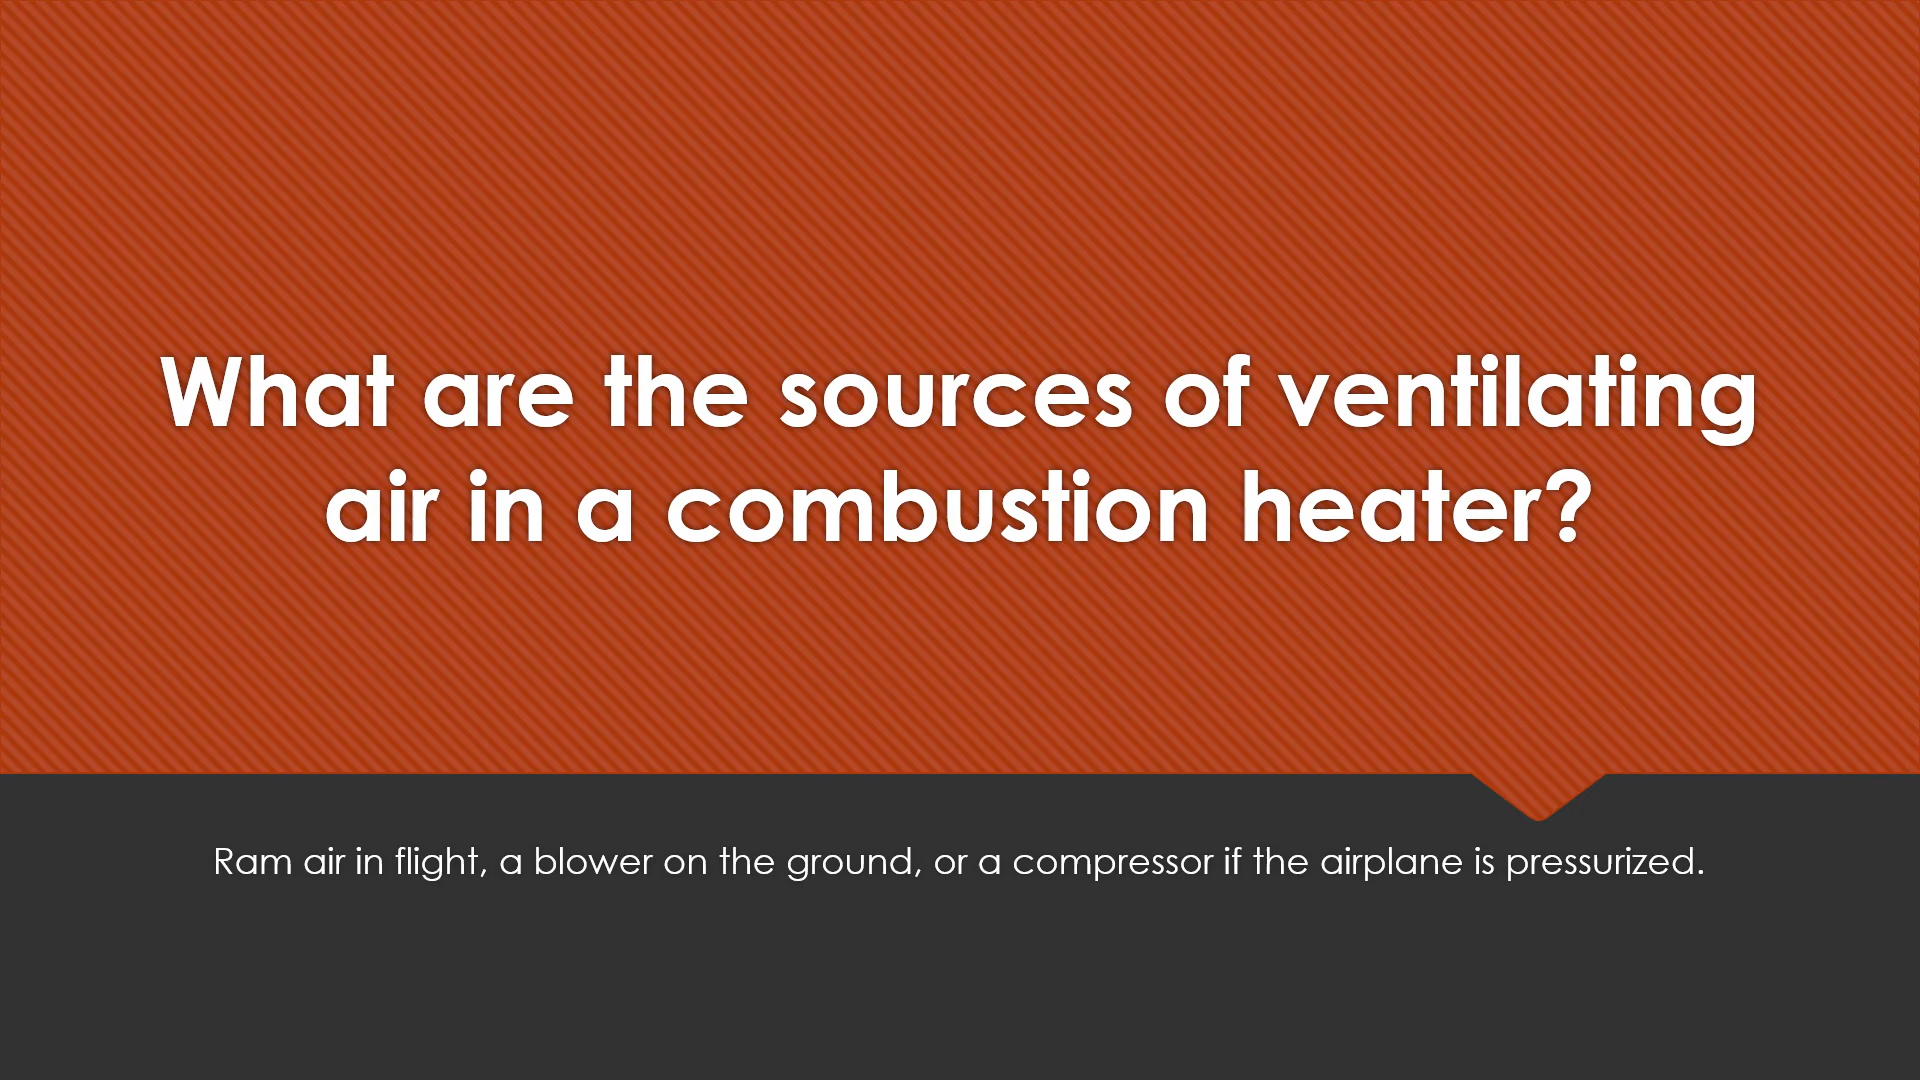 What are the sources of ventilating
air in a combustion heater?
Ram air in flight, a blower on the ground, or a compressor if the airplane is pressurized.